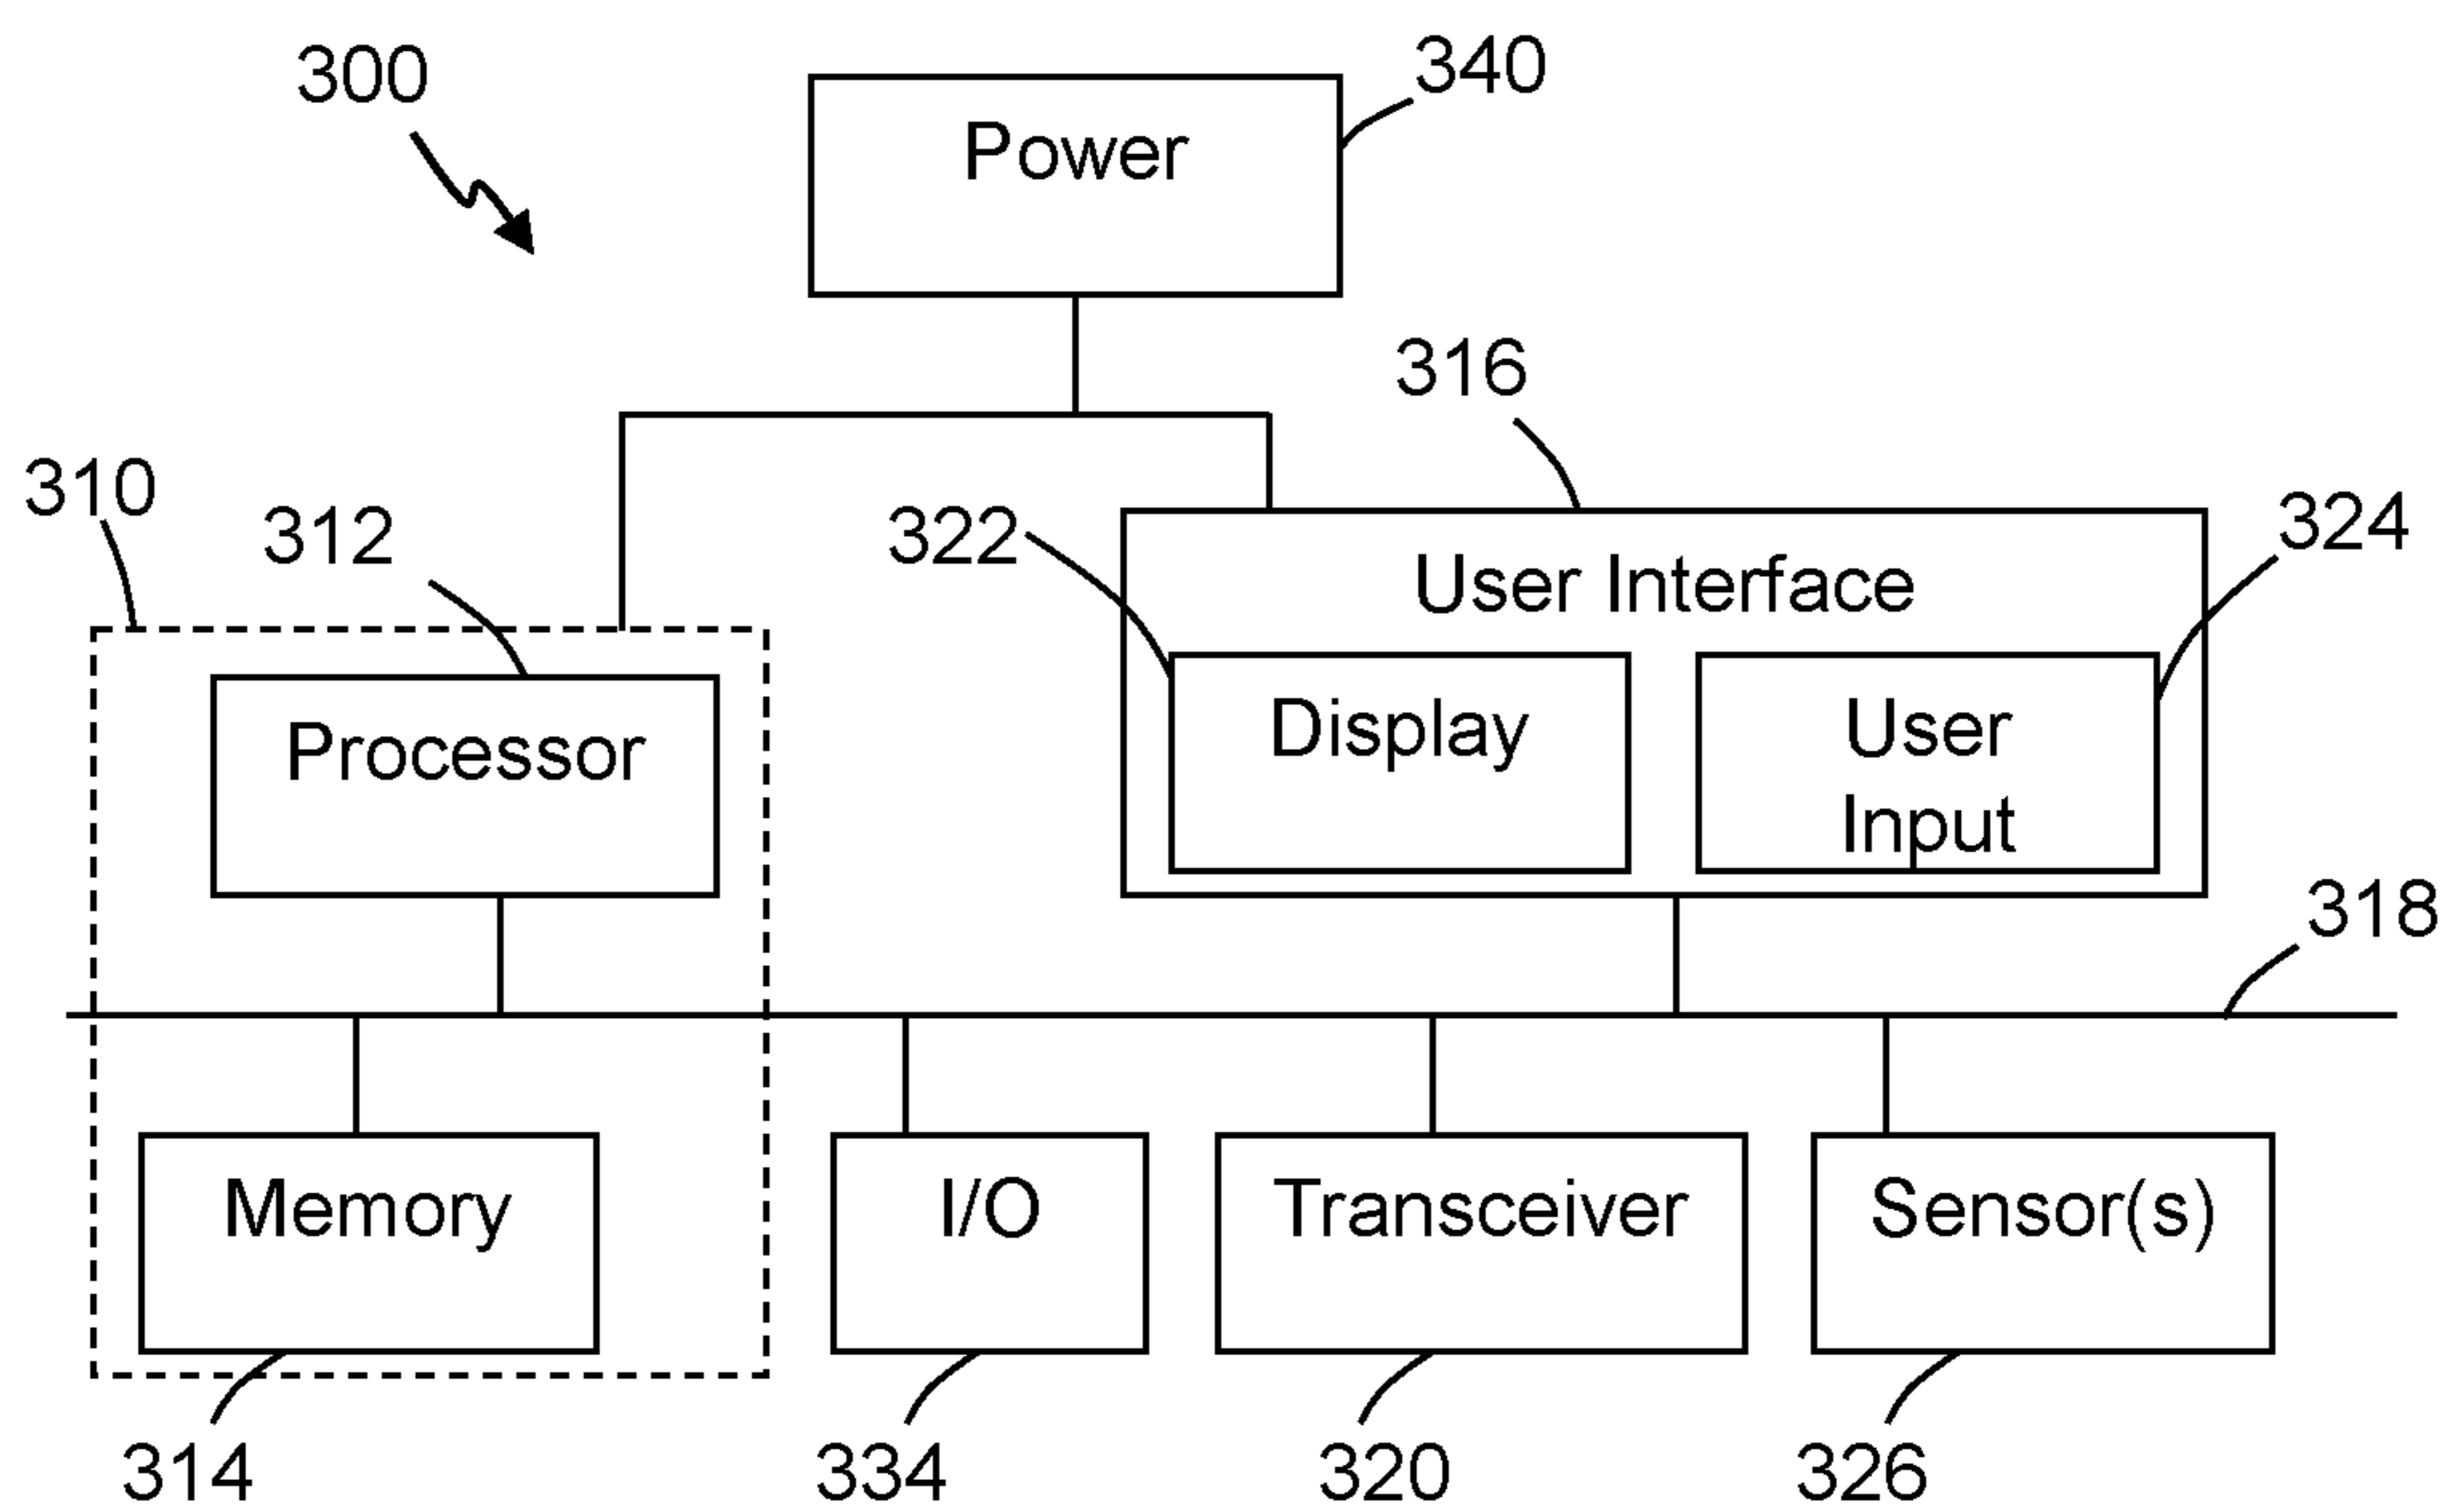 300
340
Power
316
310
312
322
324
User Interface
Processor
Display
User
Input
318
Memory
I/O
Transceiver
Sensor(s)
314
334
320
326